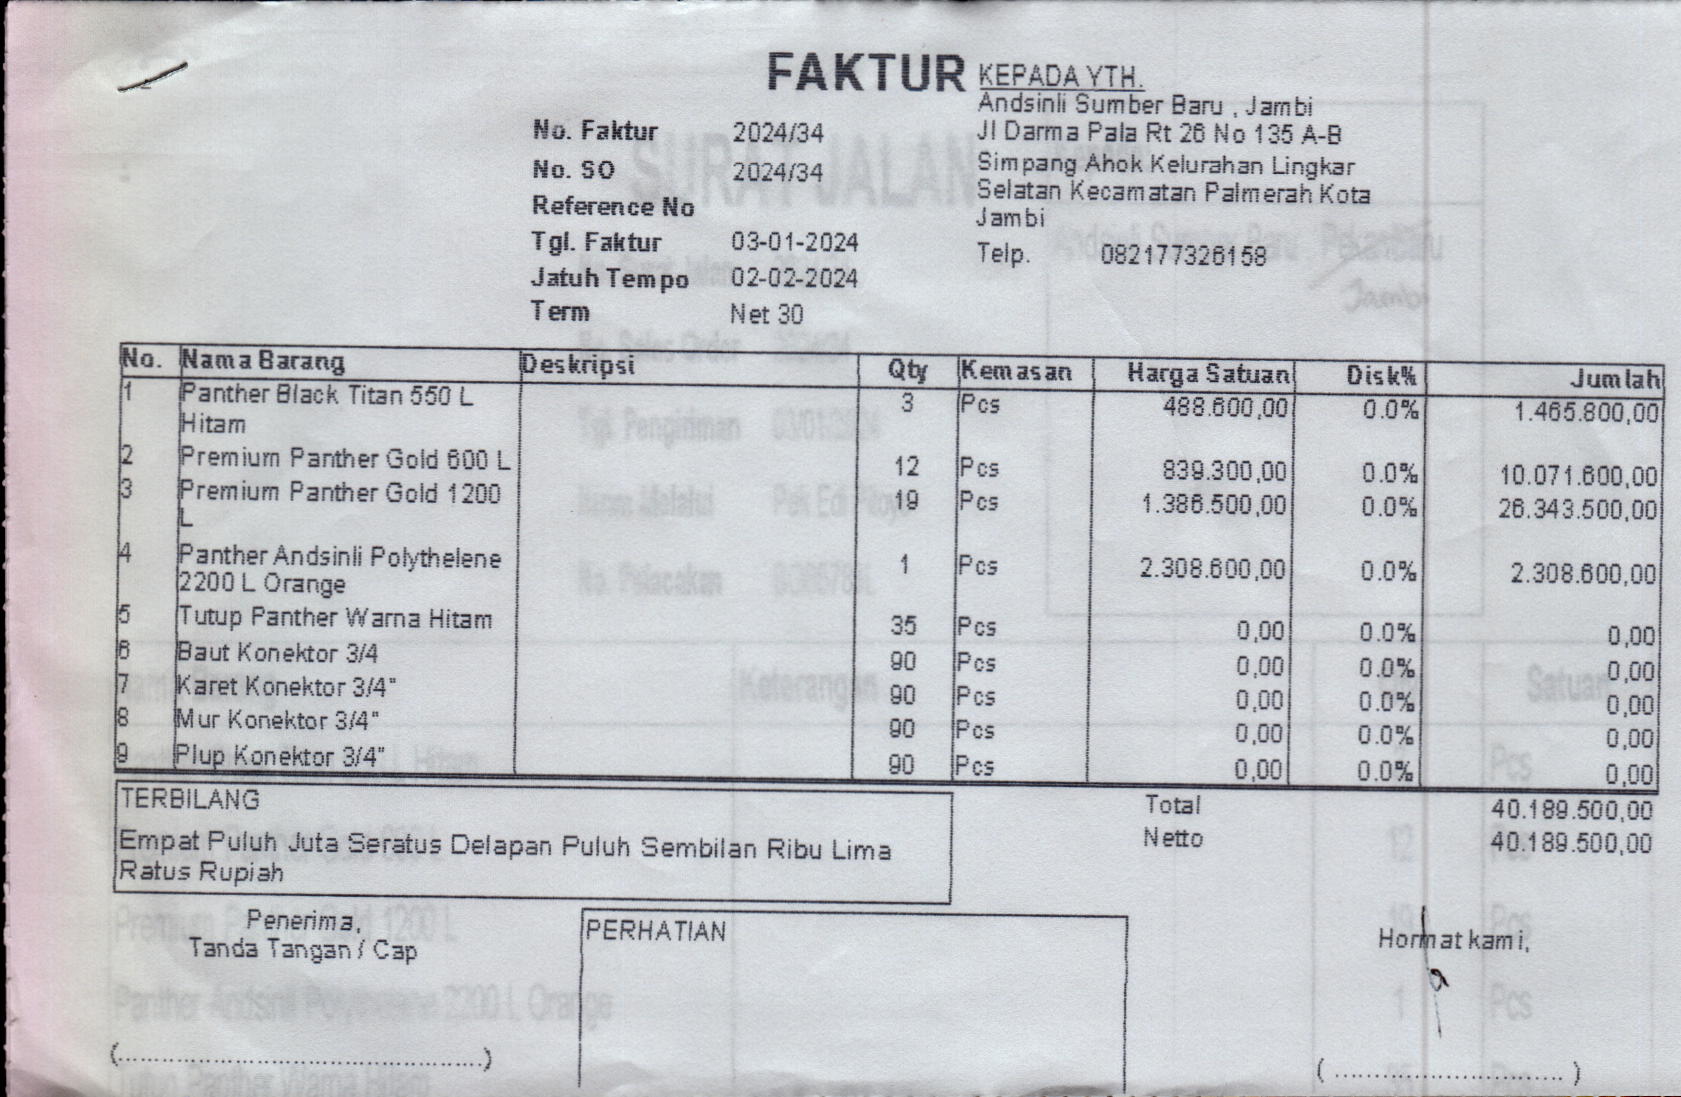 FAKTUR
KEPADA YTH.
Andsinli Sumber Baru , Jambi
Jl Darma Pala Rt 26 No 135 A-B
Simpang Ahok Kelurahan Lingkar
Selatan Kecamatan Palmerah Kota
Jambi
Telp. 082177326158
No. Faktur 2024/34
No. SO 2024/34
Reference No
Tgl. Faktur 03-01-2024
Jatuh Tempo 02-02-2024
Term Net 30
No. Nama Barang Deskripsi Qty Kemasan Harga Satuan Disk% Jumlah
1 Panther Black Titan 550 L 3 Pcs 488.600,00 0.0% 1.465.800,00
Hitam
2 Premium Panther Gold 600 L 12 Pcs 839.300,00 0.0% 10.071.600,00
3 Premium Panther Gold 1200 19 Pcs 1.386.500,00 0.0% 26.343.500,00
L
4 Panther Andsinli Polythelene 1 Pcs 2.308.600,00 0.0% 2.308.600,00
2200 L Orange
5 Tutup Panther Warna Hitam 35 Pcs 0,00 0.0% 0,00
6 Baut Konektor 3/4 90 Pcs 0,00 0.0% 0,00
7 Karet Konektor 3/4" 90 Pcs 0,00 0.0% 0,00
8 Mur Konektor 3/4" 90 Pcs 0,00 0.0% 0,00
9 Plup Konektor 3/4" 90 Pcs 0,00 0.0% 0,00
TERBILANG
Empat Puluh Juta Seratus Delapan Puluh Sembilan Ribu Lima
Ratus Rupiah
Total 40.189.500,00
Netto 40.189.500,00
Penerima,
Tanda Tangan / Cap
PERHATIAN
Hormat kami,
(..........................................)
(.............................)